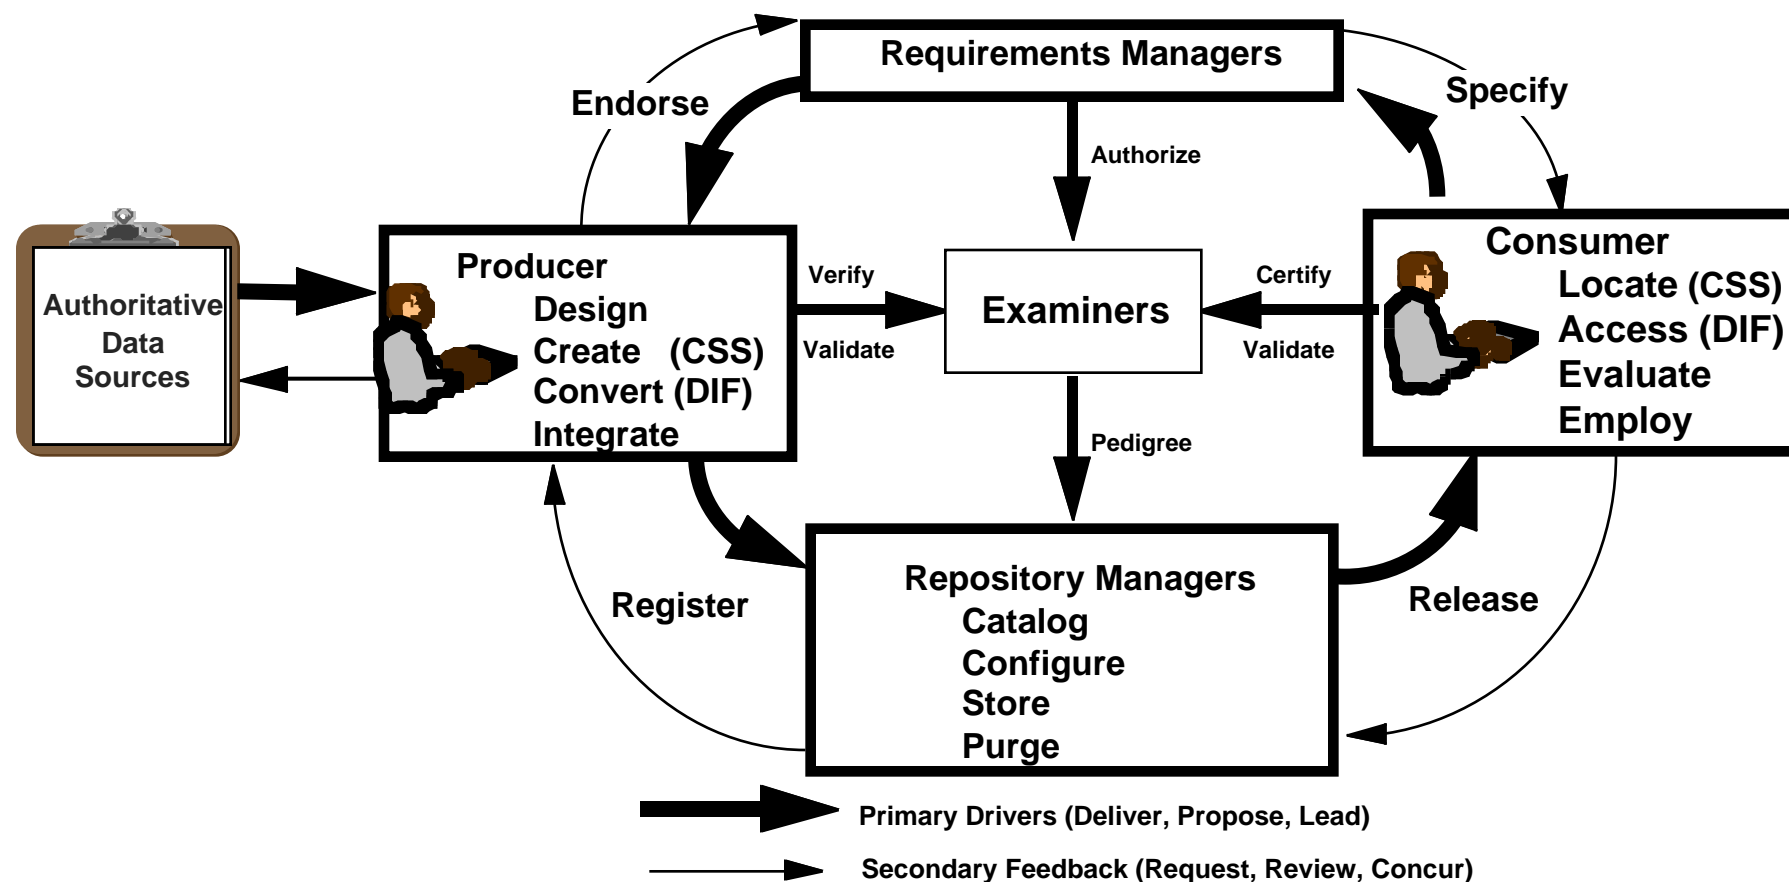 Requirements Managers
Endorse
Specify
Authorize
Authoritative
Data
Sources
Producer
Design
Create (CSS)
Convert (DIF)
Integrate
Verify
Validate
Examiners
Certify
Validate
Consumer
Locate (CSS)
Access (DIF)
Evaluate
Employ
Pedigree
Register
Repository Managers
Catalog
Configure
Store
Purge
Release
Primary Drivers (Deliver, Propose, Lead)
Secondary Feedback (Request, Review, Concur)